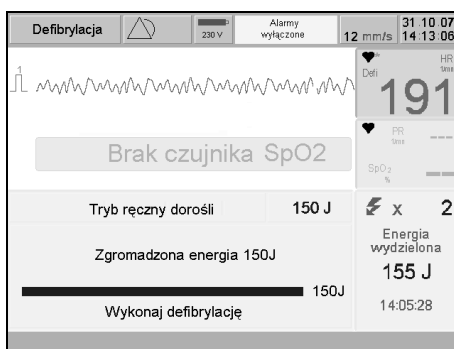 Defibrylacja
230 V
Alarmy
wyłączone
12 mm/s
31.10.07
14:13:06
1
Defi
HR
1/min
191
Brak czujnika SpO2
PR
1/min
---
SpO2
%
---
Tryb ręczny dorośli 150 J
x 2
Zgromadzona energia 150J
Energia
wydzielona
155 J
150J
Wykonaj defibrylację
14:05:28